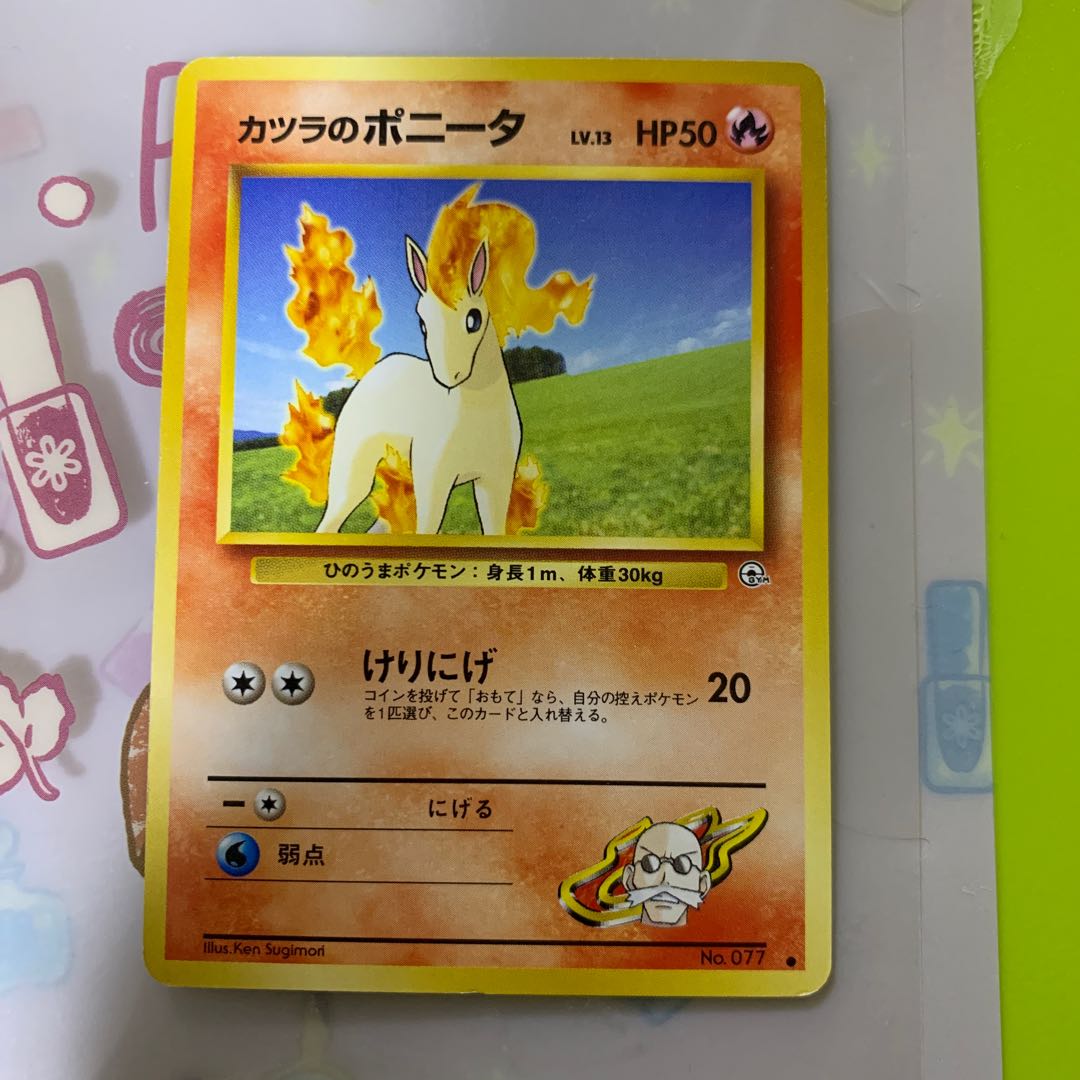 カツラのポニータ LV.13 HP50
ひのうまポケモン：身長1m、体重30kg
GYM
けりにげ 20
コインを投げて「おもて」なら、自分の控えポケモン
を1匹選び、このカードと入れ替える。
ー にげる
弱点
Illus.Ken Sugimori
No. 077